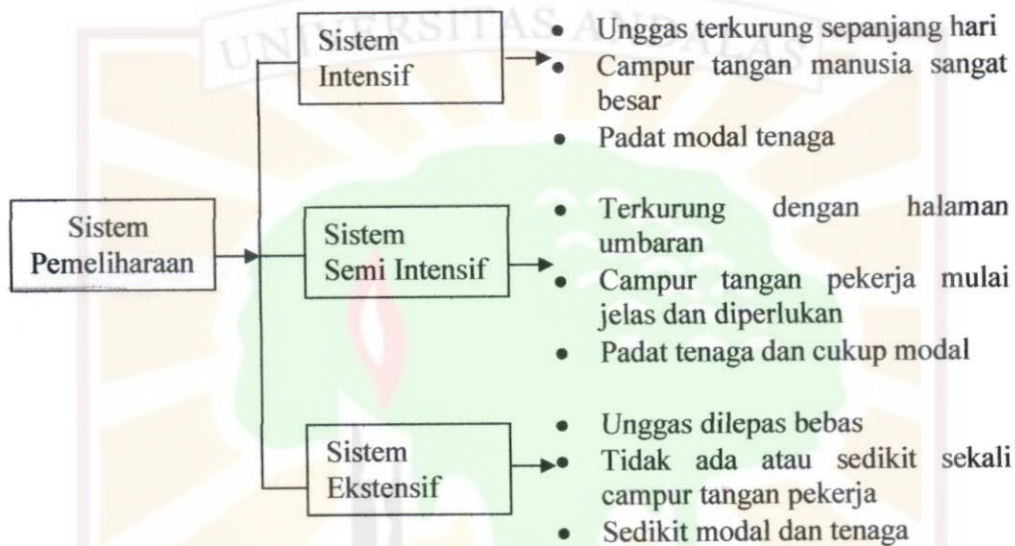 UNIVERSITAS ANDALAS
Sistem
Intensif
• Unggas terkurung sepanjang hari
• Campur tangan manusia sangat
besar
• Padat modal tenaga
Sistem
Pemeliharaan
Sistem
Semi Intensif
• Terkurung dengan halaman
umbaran
• Campur tangan pekerja mulai
jelas dan diperlukan
• Padat tenaga dan cukup modal
Sistem
Ekstensif
• Unggas dilepas bebas
• Tidak ada atau sedikit sekali
campur tangan pekerja
• Sedikit modal dan tenaga